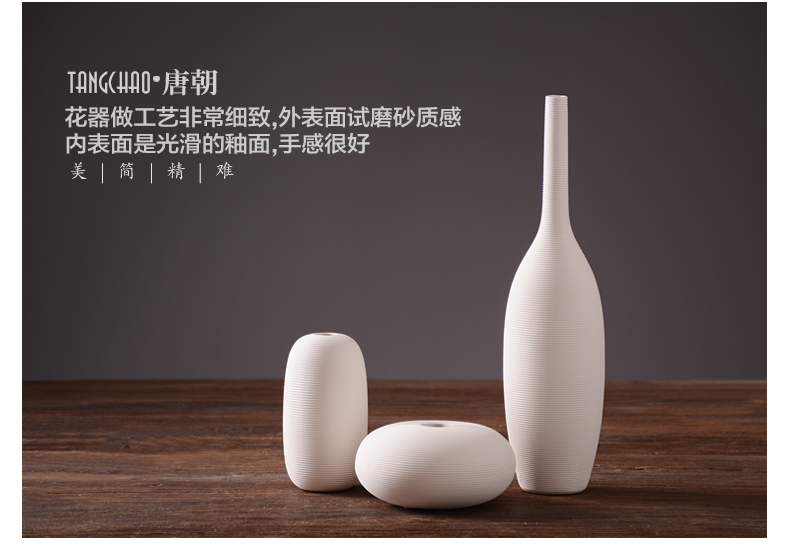 TANGCHAO•唐朝
花器做工艺非常细致,外表面试磨砂质感
内表面是光滑的釉面,手感很好
美 | 简 | 精 | 难